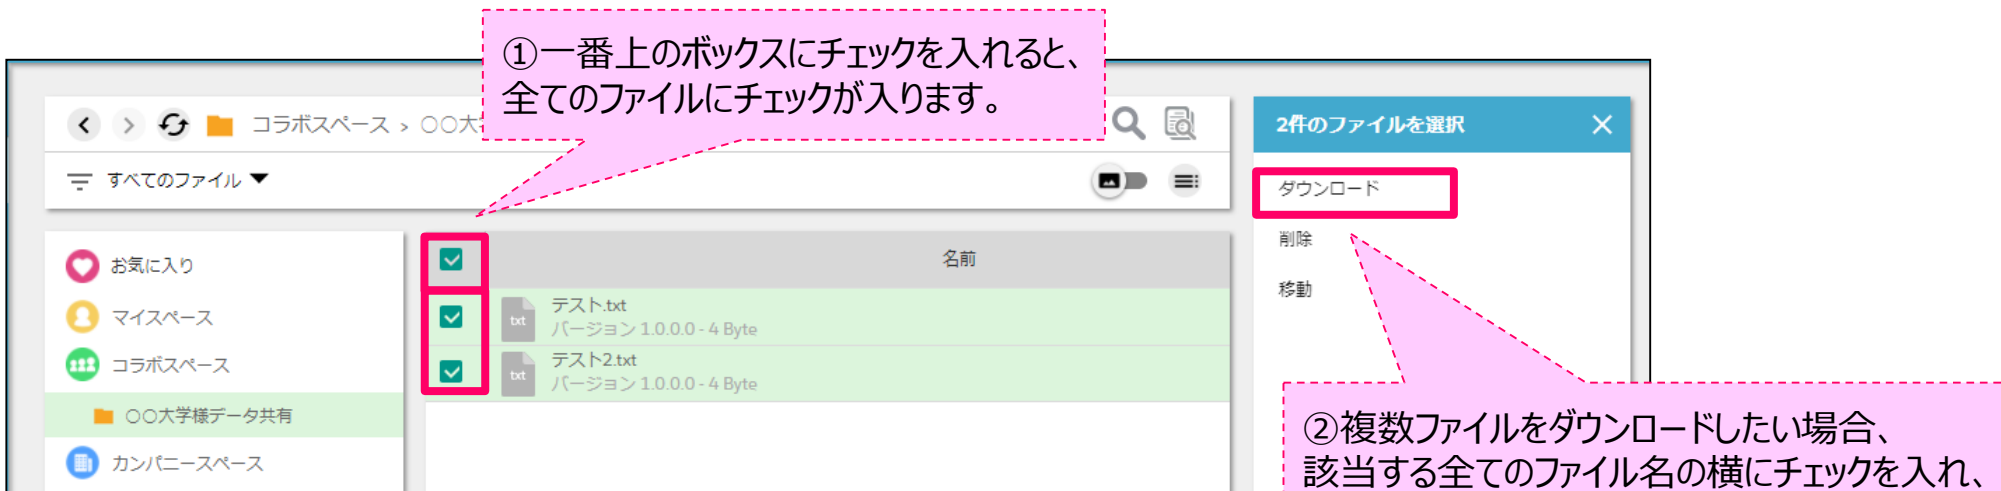 ①一番上のボックスにチェックを入れると、
全てのファイルにチェックが入ります。
コラボスペース > 〇〇大
2件のファイルを選択
すべてのファイル
ダウンロード
削除
移動
お気に入り
マイスペース
コラボスペース
〇〇大学様データ共有
カンパニースペース
名前
txt
テスト.txt
バージョン 1.0.0.0 - 4 Byte
txt
テスト2.txt
バージョン 1.0.0.0 - 4 Byte
②複数ファイルをダウンロードしたい場合、
該当する全てのファイル名の横にチェックを入れ、